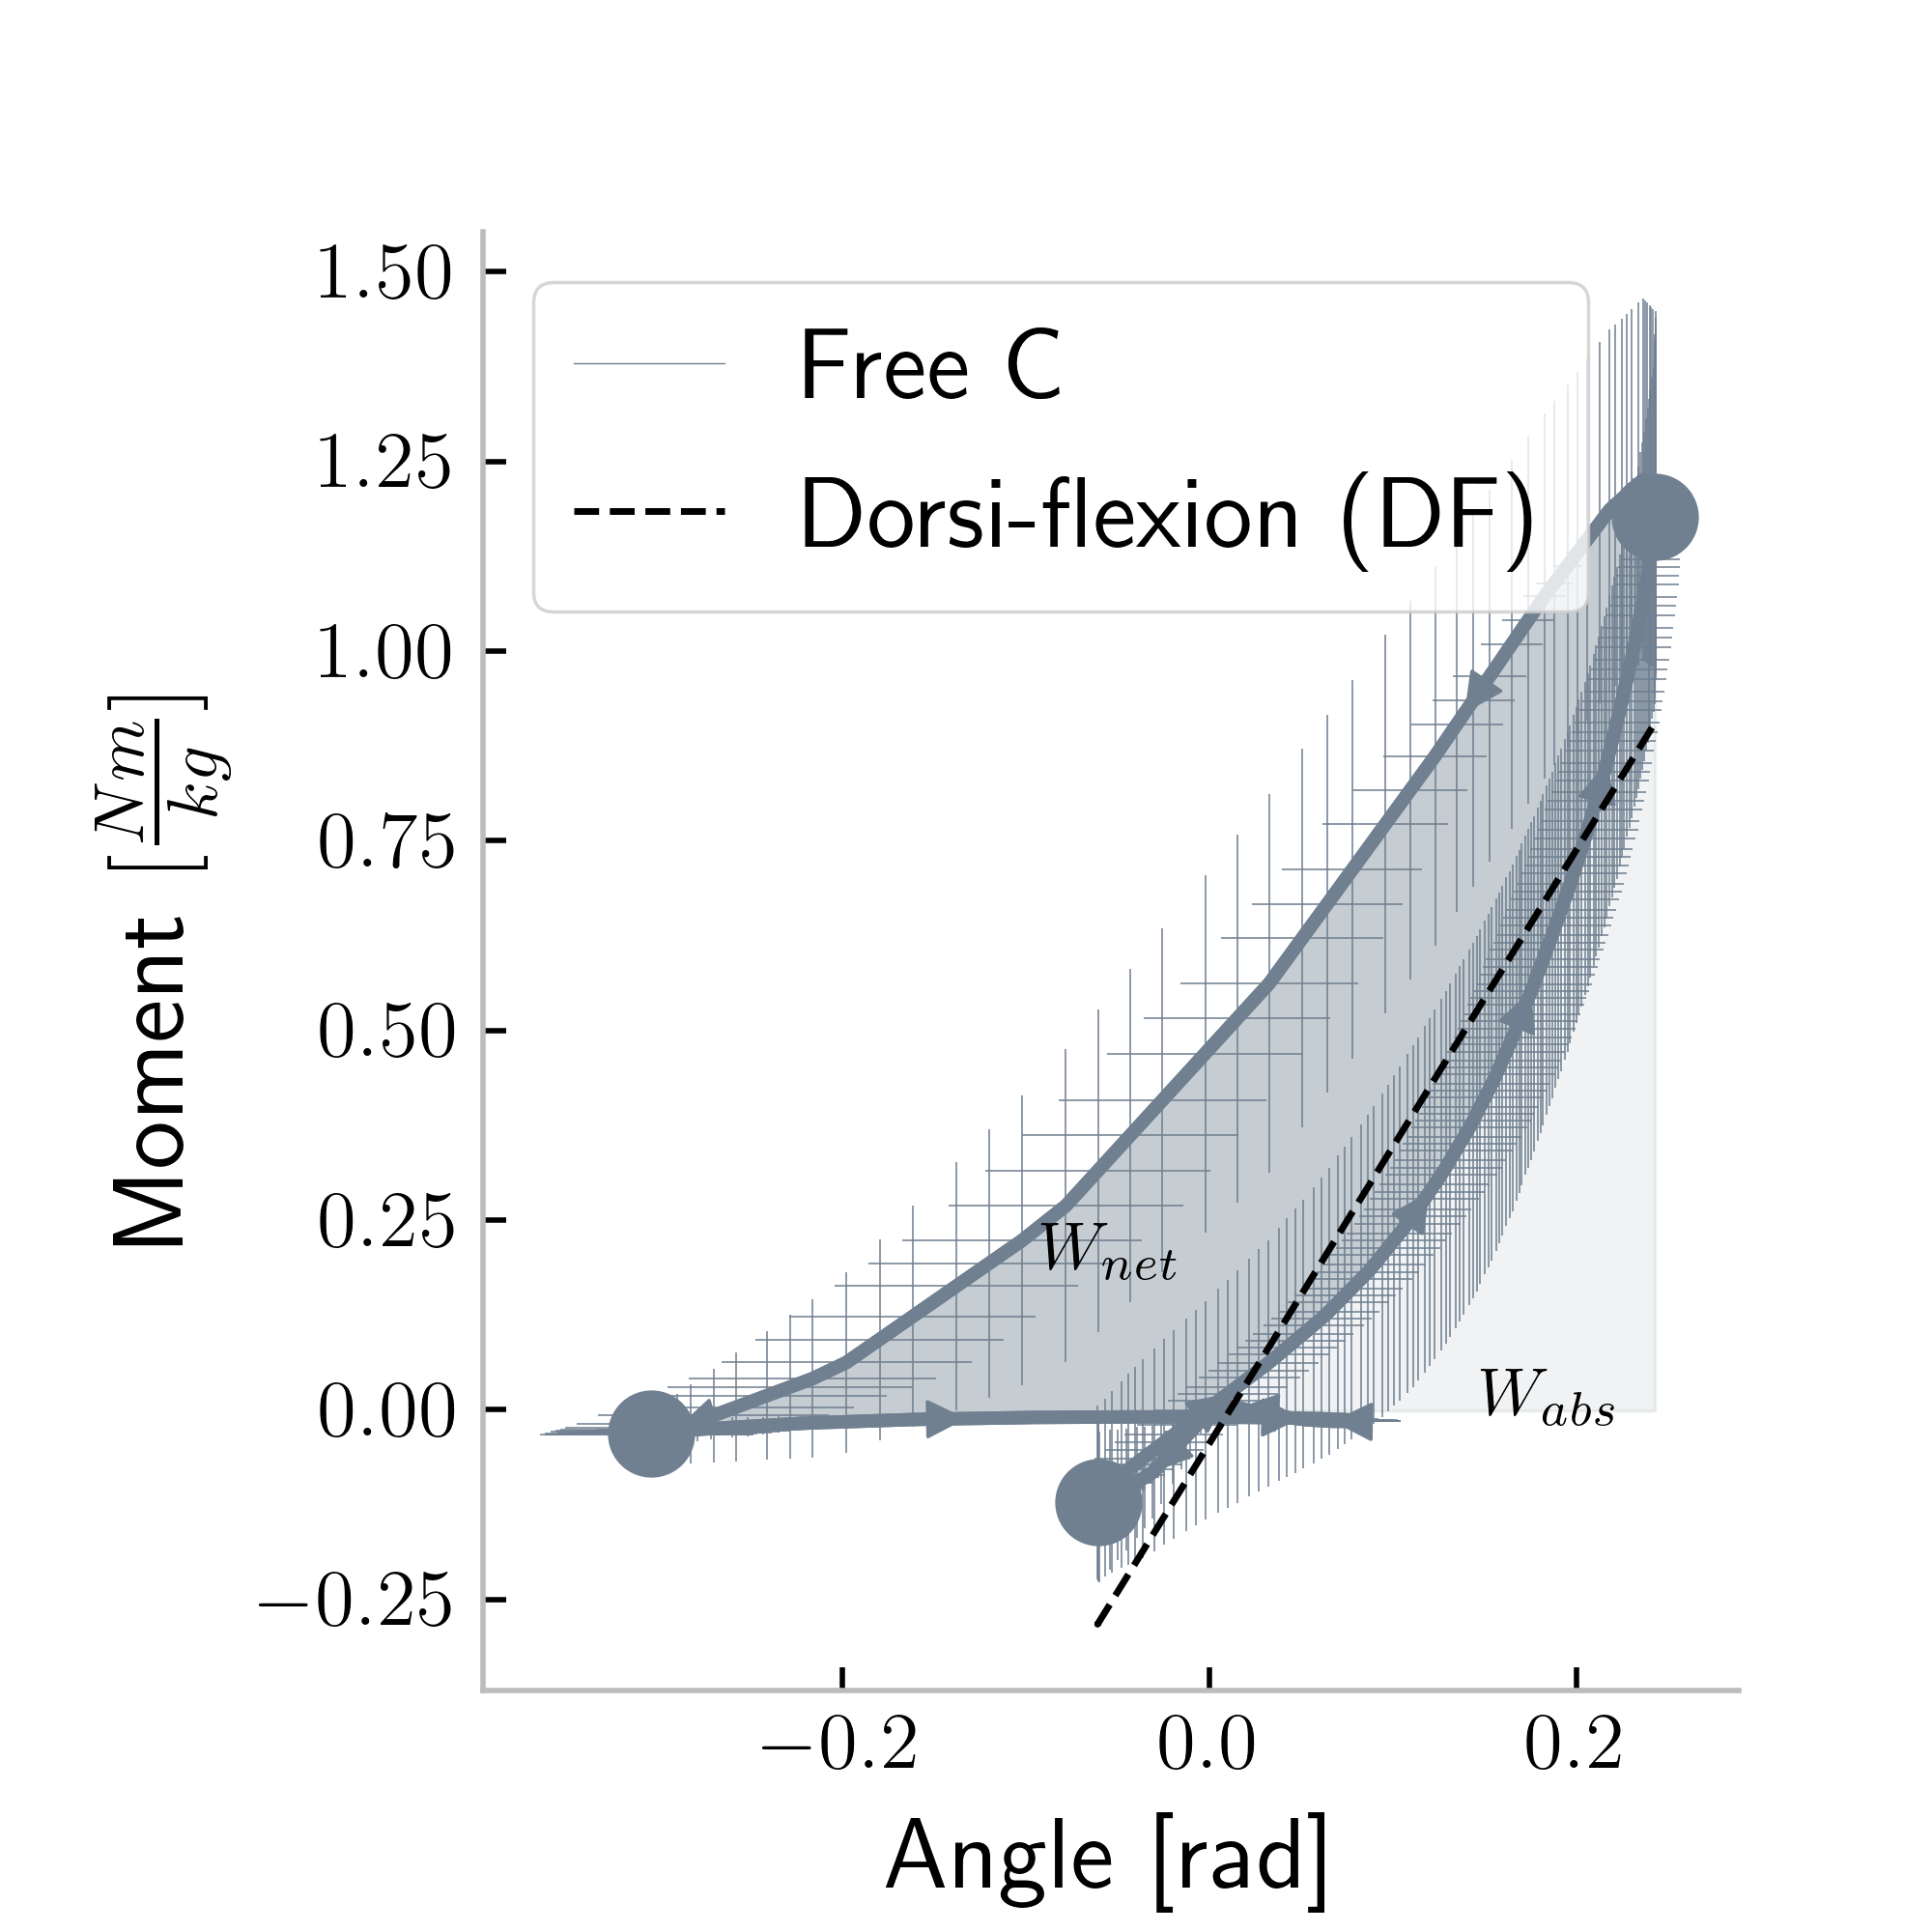 1.50
1.25
1.00
0.75
0.50
0.25
0.00
−0.25
Moment [Nm/kg]
Free C
Dorsi-flexion (DF)
W_net
W_abs
−0.2 0.0 0.2
Angle [rad]